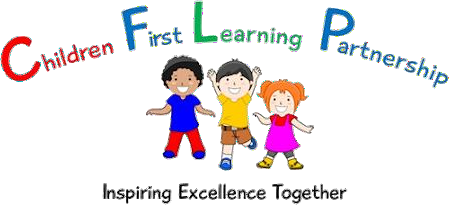 Children First Learning Partnership
Inspiring Excellence Together